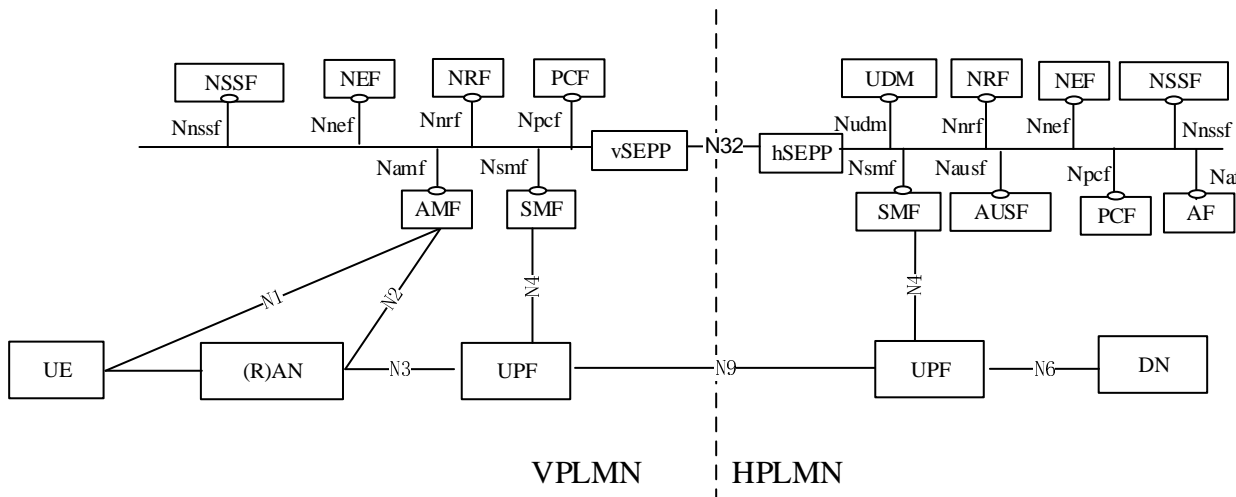 NSSF
NEF
NRF
PCF
UDM
NRF
NEF
NSSF
Nnssf
Nnef
Nnrf
Npcf
Nudm
Nnrf
Nnef
Nnssf
vSEPP
N32
hSEPP
Namf
Nsmf
Nsmf
Nausf
Npcf
AMF
SMF
SMF
AUSF
PCF
AF
N1
N2
N4
N4
UE
(R)AN
N3
UPF
N9
UPF
N6
DN
VPLMN
HPLMN